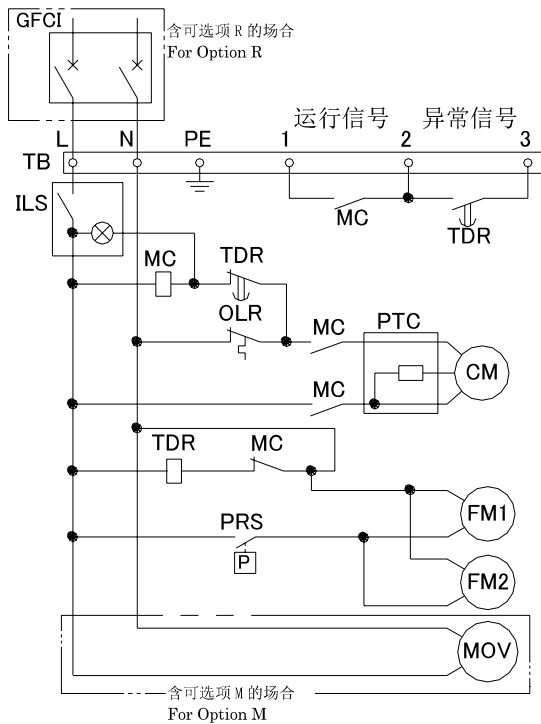 GFCI
含可选项 R 的场合
For Option R
运行信号 异常信号
L N PE 1 2 3
TB
ILS
MC
TDR
MC TDR
OLR
MC PTC
CM
MC
TDR MC
FM1
PRS
P
FM2
MOV
含可选项 M 的场合
For Option M